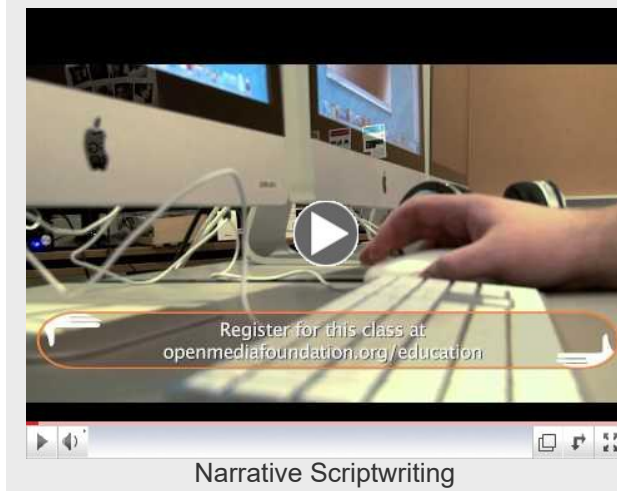 Register for this class at
openmediafoundation.org/education
Narrative Scriptwriting